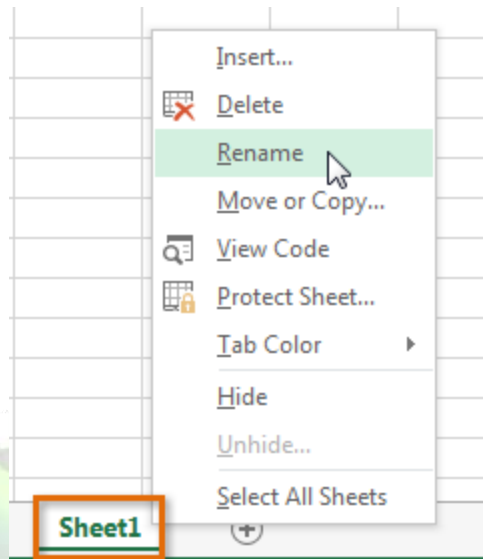 Insert...
Delete
Rename
Move or Copy...
View Code
Protect Sheet...
Tab Color
Hide
Unhide...
Select All Sheets
Sheet1